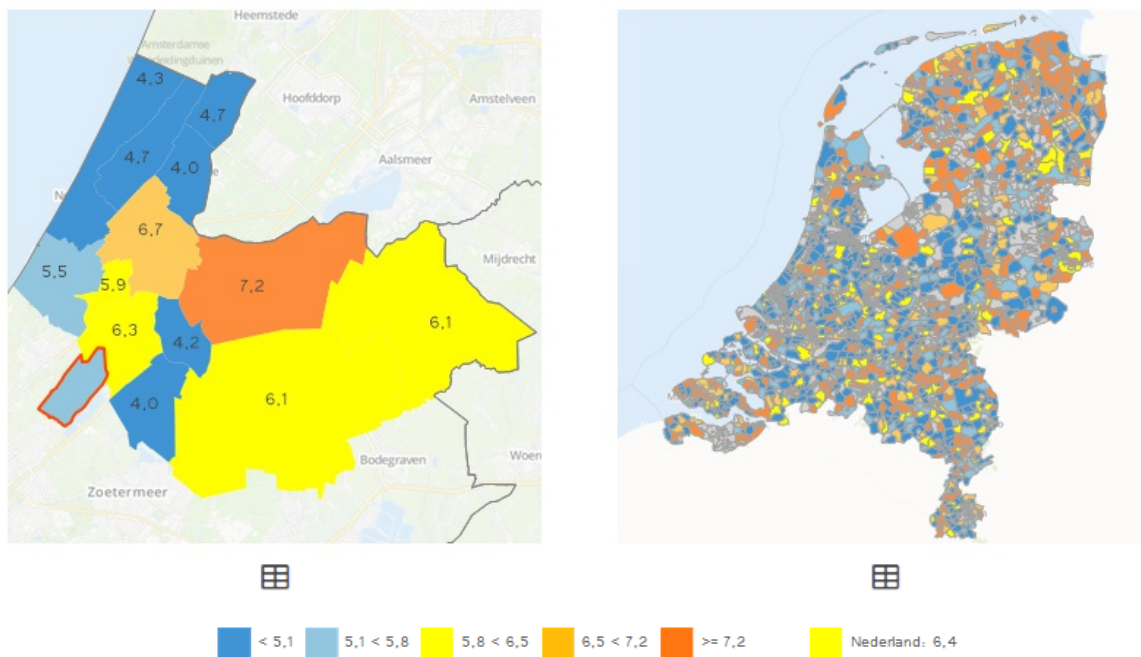 Heemstede
Amsterdamse
4,3
4,7
Hoofddorp
Amstelveen
4,7
4,0
Aalsmeer
6,7
5,5
5,9
7,2
Mijdrecht
6,3
4,2
6,1
4,0
6,1
Bodegraven
Zoetermeer
< 5,1 5,1 < 5,8 5,8 < 6,5 6,5 < 7,2 >= 7,2 Nederland: 6,4